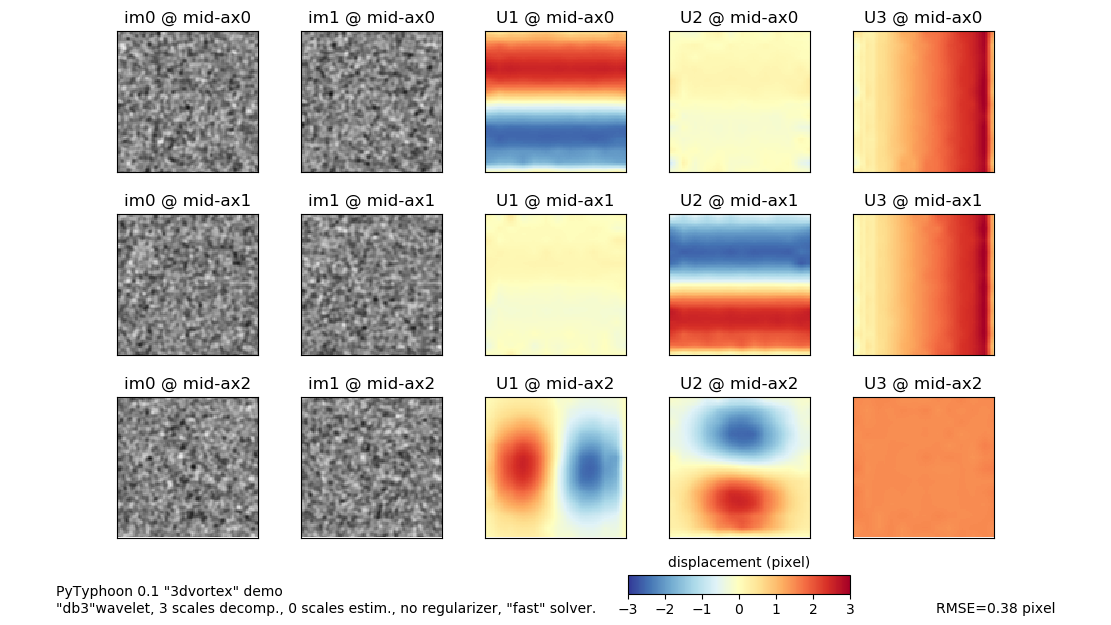 im0 @ mid-ax0 im1 @ mid-ax0 U1 @ mid-ax0 U2 @ mid-ax0 U3 @ mid-ax0
im0 @ mid-ax1 im1 @ mid-ax1 U1 @ mid-ax1 U2 @ mid-ax1 U3 @ mid-ax1
im0 @ mid-ax2 im1 @ mid-ax2 U1 @ mid-ax2 U2 @ mid-ax2 U3 @ mid-ax2
displacement (pixel)
−3 −2 −1 0 1 2 3
PyTyphoon 0.1 "3dvortex" demo
"db3"wavelet, 3 scales decomp., 0 scales estim., no regularizer, "fast" solver.
RMSE=0.38 pixel